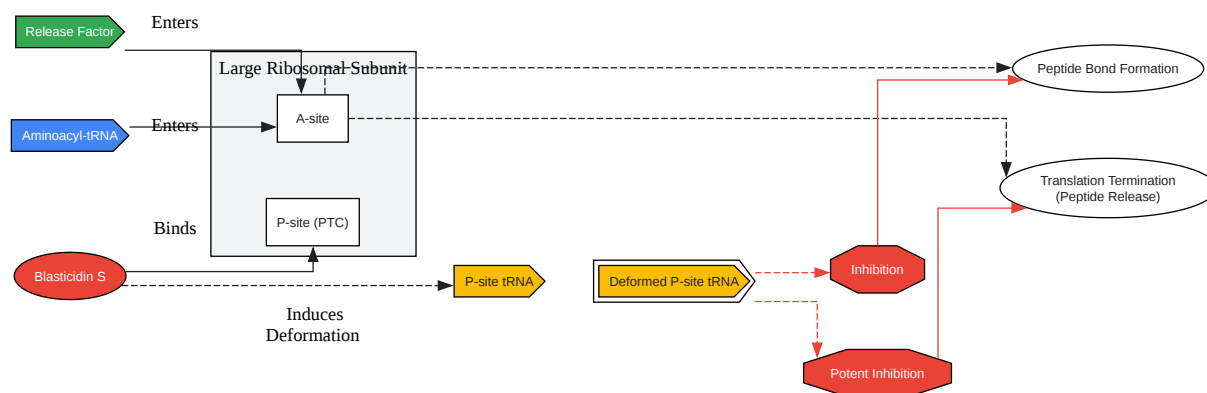 Release Factor
Enters
Large Ribosomal Subunit
Peptide Bond Formation
A-site
Aminoacyl-tRNA
Enters
Translation Termination
(Peptide Release)
P-site (PTC)
Binds
Blasticidin S
P-site tRNA
Deformed P-site tRNA
Inhibition
Induces
Deformation
Potent Inhibition